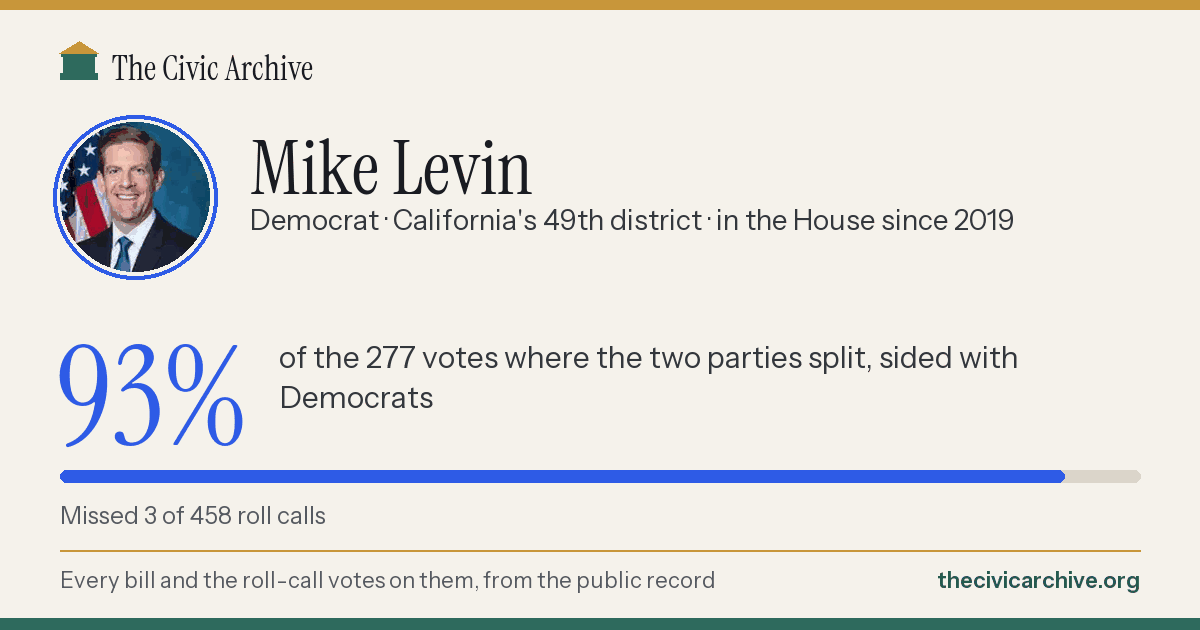 The Civic Archive
Mike Levin
Democrat · California's 49th district · in the House since 2019
93%
of the 277 votes where the two parties split, sided with
Democrats
Missed 3 of 458 roll calls
Every bill and the roll-call votes on them, from the public record
thecivicarchive.org